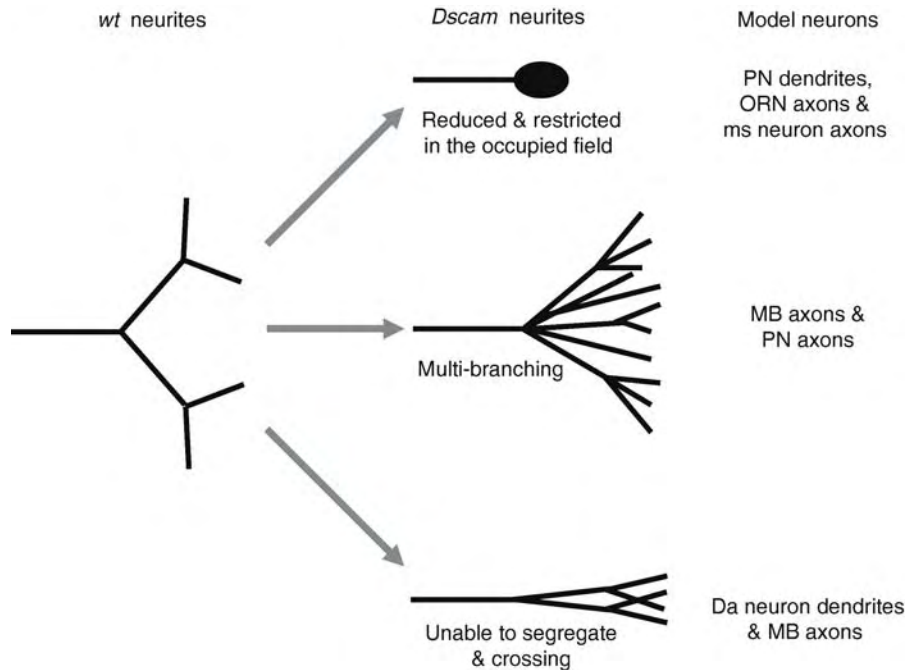 wt neurites
Dscam neurites
Model neurons
Reduced & restricted
in the occupied field
PN dendrites,
ORN axons &
ms neuron axons
Multi-branching
MB axons &
PN axons
Unable to segregate
& crossing
Da neuron dendrites
& MB axons